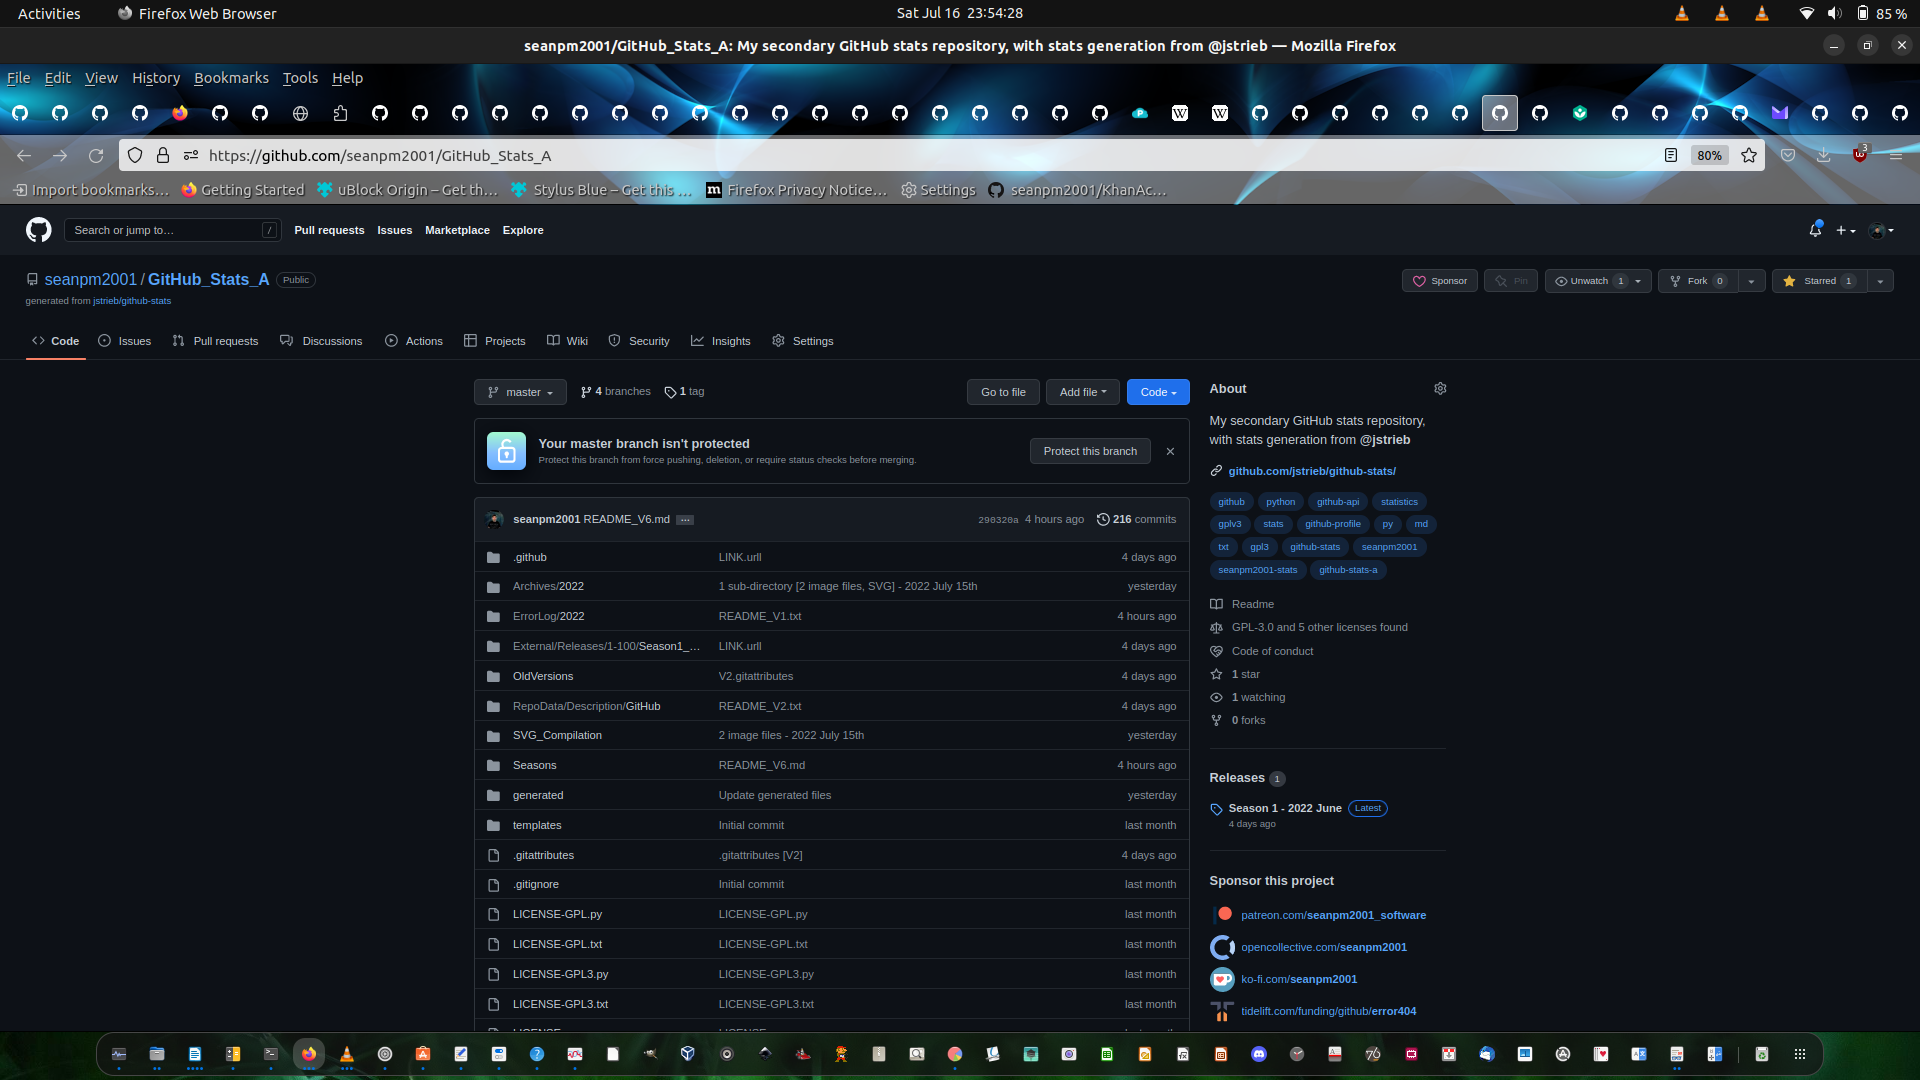 Activities
Firefox Web Browser
Sat Jul 16 23:54:28
85 %
seanpm2001/GitHub_Stats_A: My secondary GitHub stats repository, with stats generation from @jstrieb — Mozilla Firefox
File Edit View History Bookmarks Tools Help
https://github.com/seanpm2001/GitHub_Stats_A
80%
3
Import bookmarks…
Getting Started
uBlock Origin – Get th…
Stylus Blue – Get this …
Firefox Privacy Notice…
Settings
seanpm2001/KhanAc…
Search or jump to…
/
Pull requests
Issues
Marketplace
Explore
seanpm2001 / GitHub_Stats_A
Public
generated from jstrieb/github-stats
Sponsor
Pin
Unwatch 1
Fork 0
Starred 1
Code
Issues
Pull requests
Discussions
Actions
Projects
Wiki
Security
Insights
Settings
master
4 branches
1 tag
Go to file
Add file
Code
Your master branch isn't protected
Protect this branch from force pushing, deletion, or require status checks before merging.
Protect this branch
seanpm2001 README_V6.md
290320a 4 hours ago
216 commits
.github LINK.urll 4 days ago
Archives/2022 1 sub-directory [2 image files, SVG] - 2022 July 15th yesterday
ErrorLog/2022 README_V1.txt 4 hours ago
External/Releases/1-100/Season1_… LINK.urll 4 days ago
OldVersions V2.gitattributes 4 days ago
RepoData/Description/GitHub README_V2.txt 4 days ago
SVG_Compilation 2 image files - 2022 July 15th yesterday
Seasons README_V6.md 4 hours ago
generated Update generated files yesterday
templates Initial commit last month
.gitattributes .gitattributes [V2] 4 days ago
.gitignore Initial commit last month
LICENSE-GPL.py LICENSE-GPL.py last month
LICENSE-GPL.txt LICENSE-GPL.txt last month
LICENSE-GPL3.py LICENSE-GPL3.py last month
LICENSE-GPL3.txt LICENSE-GPL3.txt last month
About
My secondary GitHub stats repository,
with stats generation from @jstrieb
github.com/jstrieb/github-stats/
github python github-api statistics
gplv3 stats github-profile py md
txt gpl3 github-stats seanpm2001
seanpm2001-stats github-stats-a
Readme
GPL-3.0 and 5 other licenses found
Code of conduct
1 star
1 watching
0 forks
Releases 1
Season 1 - 2022 June Latest
4 days ago
Sponsor this project
patreon.com/seanpm2001_software
opencollective.com/seanpm2001
ko-fi.com/seanpm2001
tidelift.com/funding/github/error404